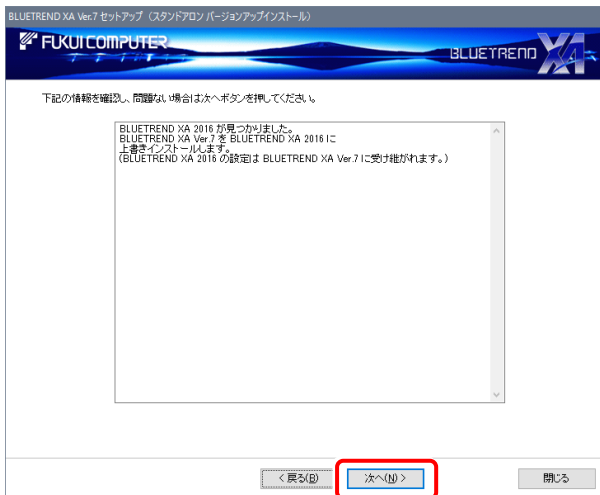 BLUETREND XA Ver.7 セットアップ（スタンドアロン バージョンアップインストール）
FUKUI COMPUTER
BLUETREND XA
下記の情報を確認し、問題ない場合は次へボタンを押してください。
BLUETREND XA 2016 が見つかりました。
BLUETREND XA Ver.7 を BLUETREND XA 2016 に
上書きインストールします。
(BLUETREND XA 2016 の設定は BLUETREND XA Ver.7 に受け継がれます。)
< 戻る(B) 次へ(N) > 閉じる